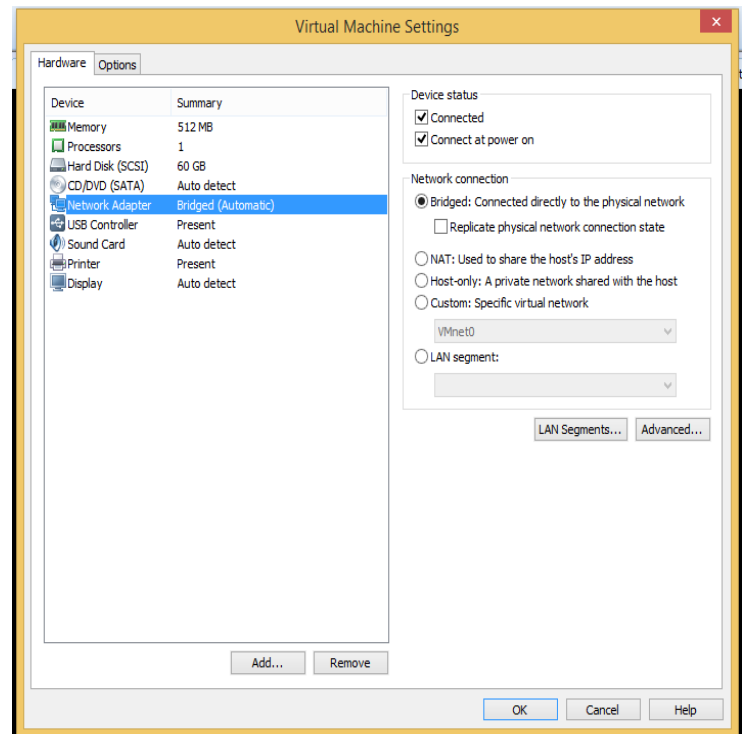 Virtual Machine Settings
Hardware Options
Device Summary
Memory 512 MB
Processors 1
Hard Disk (SCSI) 60 GB
CD/DVD (SATA) Auto detect
Network Adapter Bridged (Automatic)
USB Controller Present
Sound Card Auto detect
Printer Present
Display Auto detect
Add... Remove
Device status
Connected
Connect at power on
Network connection
Bridged: Connected directly to the physical network
Replicate physical network connection state
NAT: Used to share the host's IP address
Host-only: A private network shared with the host
Custom: Specific virtual network
VMnet0
LAN segment:
LAN Segments... Advanced...
OK Cancel Help